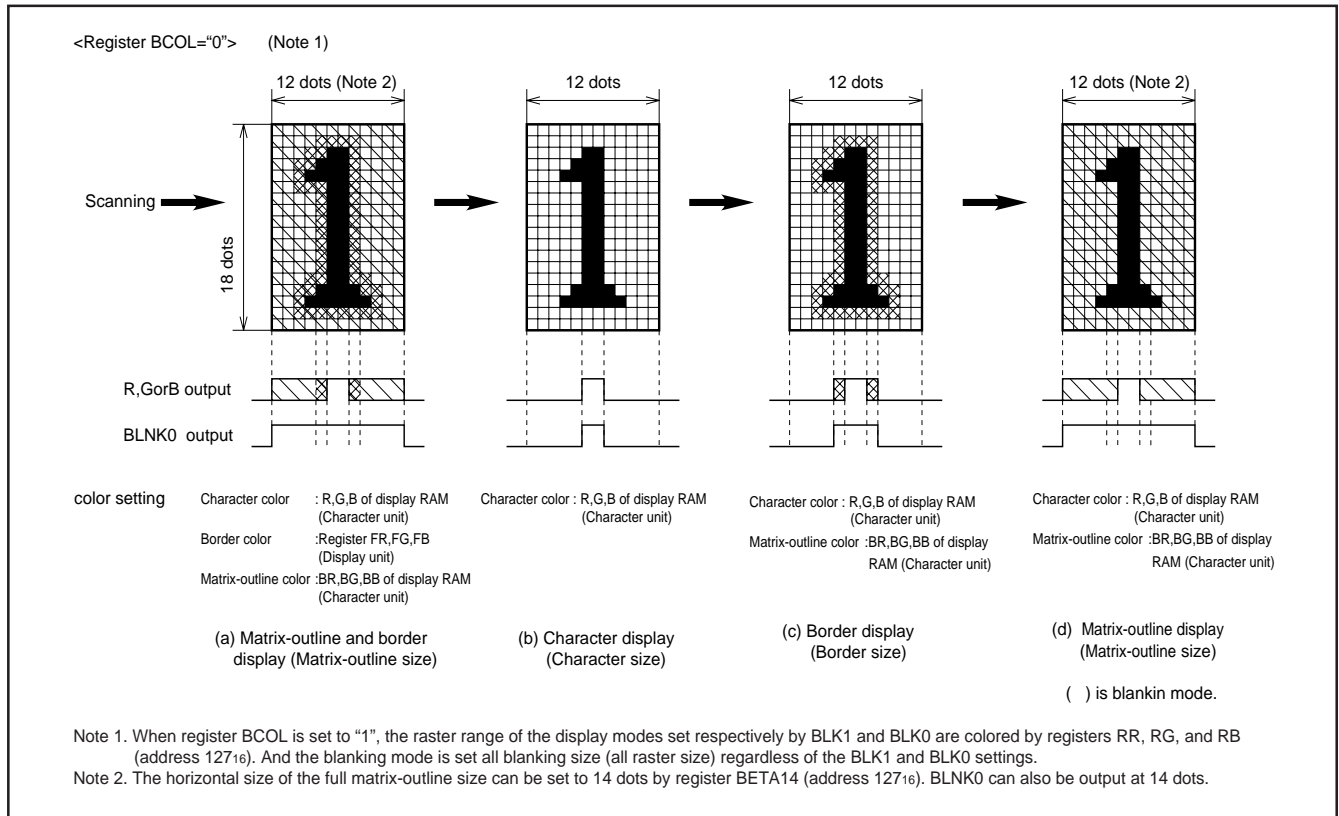 <Register BCOL=“0”> (Note 1)
12 dots (Note 2)
12 dots
12 dots
12 dots (Note 2)
Scanning
18 dots
R,GorB output
BLNK0 output
color setting
Character color : R,G,B of display RAM
(Character unit)
Border color :Register FR,FG,FB
(Display unit)
Matrix-outline color :BR,BG,BB of display RAM
(Character unit)
(a) Matrix-outline and border
display (Matrix-outline size)
Character color : R,G,B of display RAM
(Character unit)
(b) Character display
(Character size)
Character color : R,G,B of display RAM
(Character unit)
Matrix-outline color :BR,BG,BB of display
RAM (Character unit)
(c) Border display
(Border size)
Character color : R,G,B of display RAM
(Character unit)
Matrix-outline color :BR,BG,BB of display
RAM (Character unit)
(d) Matrix-outline display
(Matrix-outline size)
( ) is blankin mode.
Note 1. When register BCOL is set to “1”, the raster range of the display modes set respectively by BLK1 and BLK0 are colored by registers RR, RG, and RB
(address 12716). And the blanking mode is set all blanking size (all raster size) regardless of the BLK1 and BLK0 settings.
Note 2. The horizontal size of the full matrix-outline size can be set to 14 dots by register BETA14 (address 12716). BLNK0 can also be output at 14 dots.